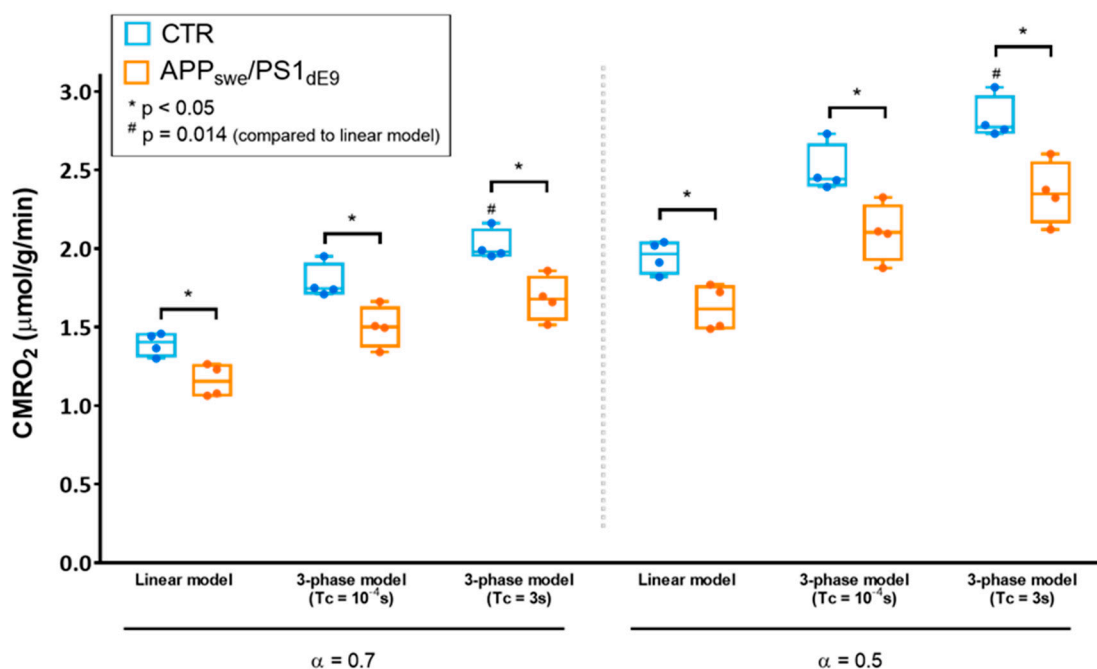 CTR
APPswe/PS1dE9
* p < 0.05
# p = 0.014 (compared to linear model)
CMRO2 (μmol/g/min)
3.0
2.5
2.0
1.5
1.0
0.5
0.0
*
*
# *
*
*
# *
Linear model
3-phase model
(Tc = 10⁻⁴s)
3-phase model
(Tc = 3s)
Linear model
3-phase model
(Tc = 10⁻⁴s)
3-phase model
(Tc = 3s)
α = 0.7
α = 0.5